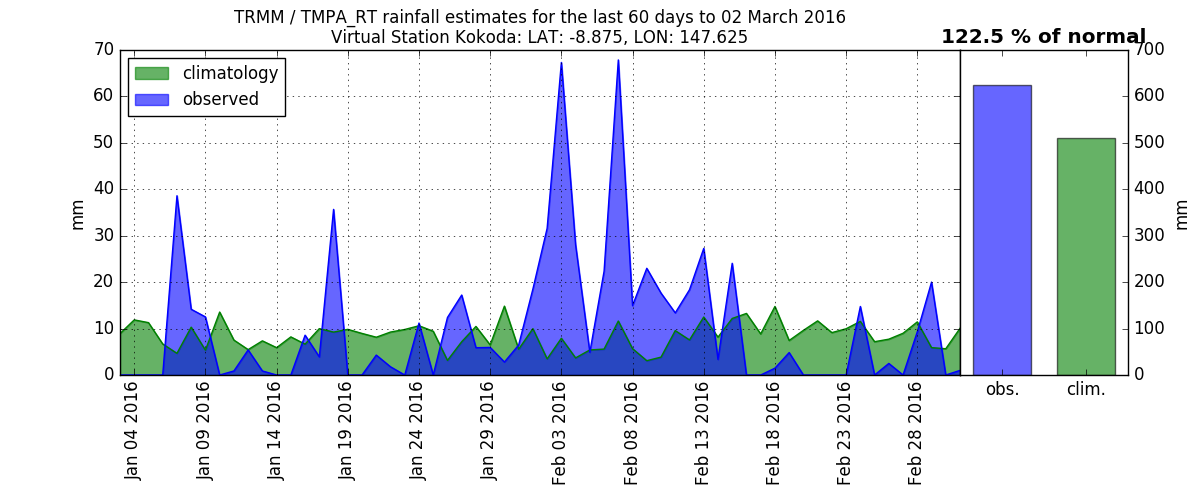 TRMM / TMPA_RT rainfall estimates for the last 60 days to 02 March 2016
Virtual Station Kokoda: LAT: -8.875, LON: 147.625
122.5 % of normal
climatology
observed
70
60
50
40
30
20
10
0
mm
Jan 04 2016
Jan 09 2016
Jan 14 2016
Jan 19 2016
Jan 24 2016
Jan 29 2016
Feb 03 2016
Feb 08 2016
Feb 13 2016
Feb 18 2016
Feb 23 2016
Feb 28 2016
700
600
500
400
300
200
100
0
mm
obs.
clim.